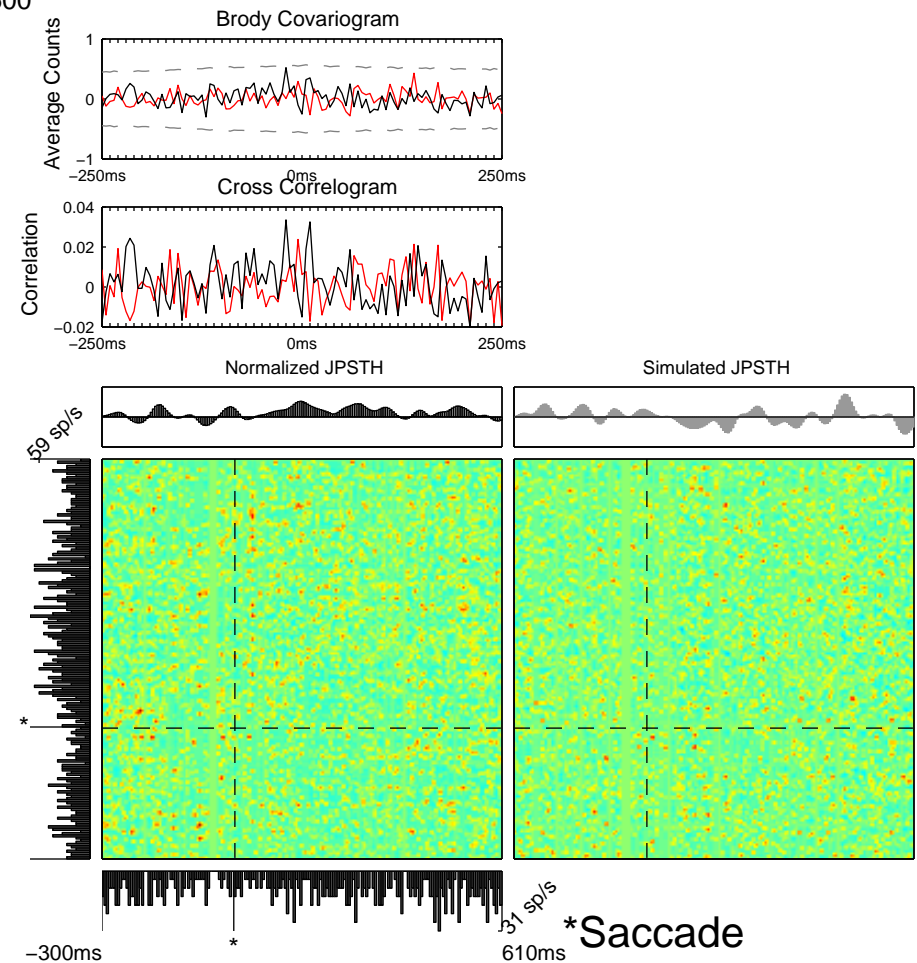 Brody Covariogram
Average Counts
1
0
−1
−250ms
0ms
250ms
Cross Correlogram
Correlation
0.04
0.02
0
−0.02
−250ms
0ms
250ms
Normalized JPSTH
Simulated JPSTH
59 sp/s
*
*
31 sp/s
*Saccade
−300ms
610ms